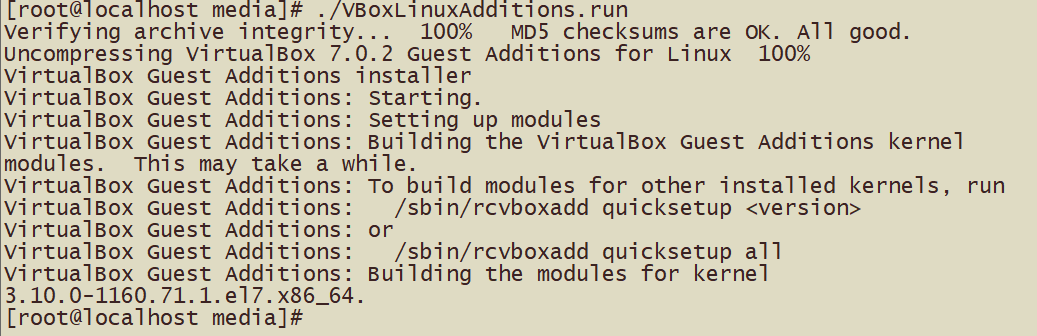 [root@localhost media]# ./VBoxLinuxAdditions.run
Verifying archive integrity...  100%   MD5 checksums are OK. All good.
Uncompressing VirtualBox 7.0.2 Guest Additions for Linux  100%
VirtualBox Guest Additions installer
VirtualBox Guest Additions: Starting.
VirtualBox Guest Additions: Setting up modules
VirtualBox Guest Additions: Building the VirtualBox Guest Additions kernel
modules.  This may take a while.
VirtualBox Guest Additions: To build modules for other installed kernels, run
VirtualBox Guest Additions:   /sbin/rcvboxadd quicksetup <version>
VirtualBox Guest Additions: or
VirtualBox Guest Additions:   /sbin/rcvboxadd quicksetup all
VirtualBox Guest Additions: Building the modules for kernel
3.10.0-1160.71.1.el7.x86_64.
[root@localhost media]#